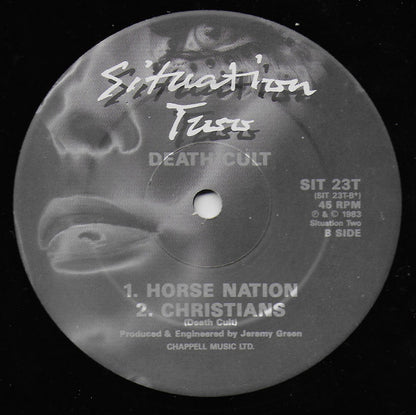 Situation
Two
DEATH CULT
SIT 23T
(SIT 23T-B*)
45 RPM
℗ & © 1983
Situation Two
B SIDE
1. HORSE NATION
2. CHRISTIANS
(Death Cult)
Produced & Engineered by Jeremy Green
CHAPPELL MUSIC LTD.